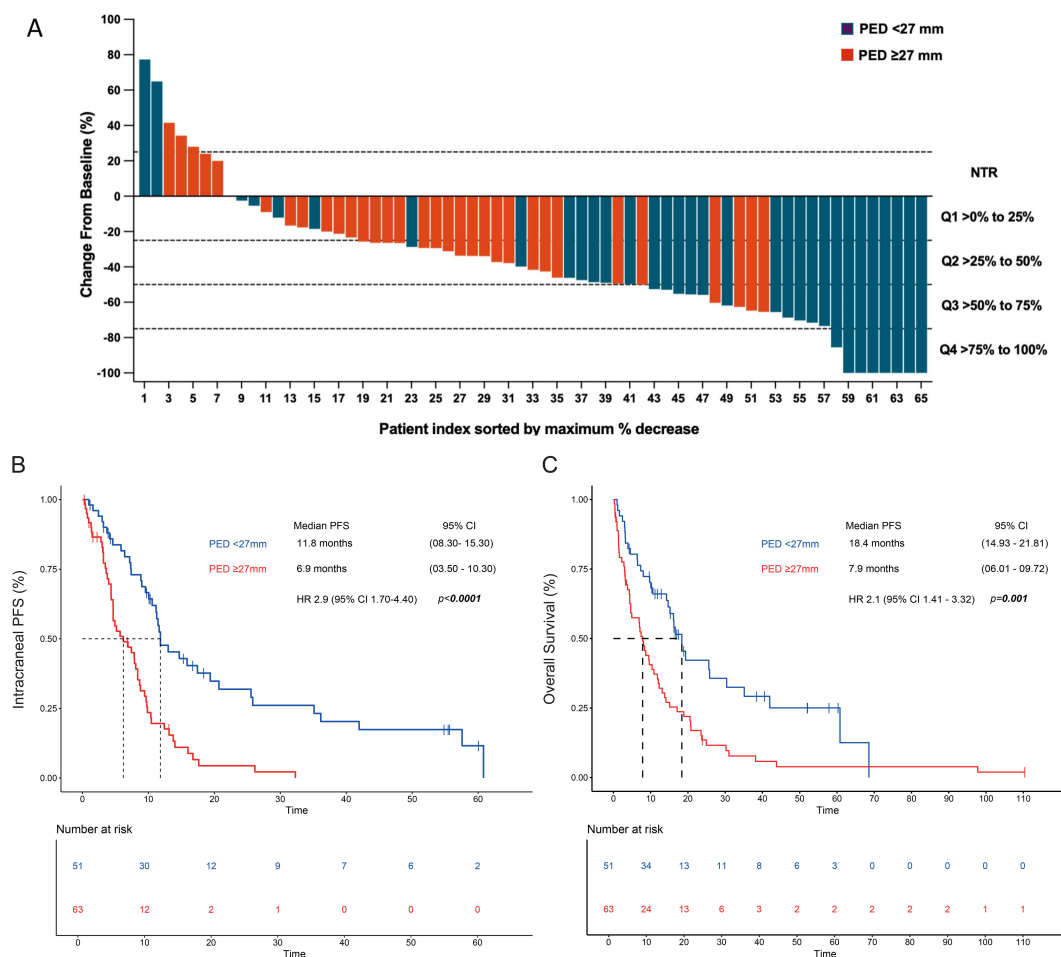 A
PED <27 mm
PED ≥27 mm
Change From Baseline (%)
100
80
60
40
20
0
-20
-40
-60
-80
-100
NTR
Q1 >0% to 25%
Q2 >25% to 50%
Q3 >50% to 75%
Q4 >75% to 100%
1 3 5 7 9 11 13 15 17 19 21 23 25 27 29 31 33 35 37 39 41 43 45 47 49 51 53 55 57 59 61 63 65
Patient index sorted by maximum % decrease
B
Intracraneal PFS (%)
1.00
0.75
0.50
0.25
0.00
Median PFS 95% CI
PED <27mm 11.8 months (08.30- 15.30)
PED ≥27mm 6.9 months (03.50 - 10.30)
HR 2.9 (95% CI 1.70-4.40) p<0.0001
0 10 20 30 40 50 60
Time
Number at risk
51 30 12 9 7 6 2
63 12 2 1 0 0 0
0 10 20 30 40 50 60
Time
C
Overall Survival (%)
1.00
0.75
0.50
0.25
0.00
Median PFS 95% CI
PED <27mm 18.4 months (14.93 - 21.81)
PED ≥27mm 7.9 months (06.01 - 09.72)
HR 2.1 (95% CI 1.41 - 3.32) p=0.001
0 10 20 30 40 50 60 70 80 90 100 110
Time
Number at risk
51 34 13 11 8 6 3 0 0 0 0 0
63 24 13 6 3 2 2 2 2 2 1 1
0 10 20 30 40 50 60 70 80 90 100 110
Time